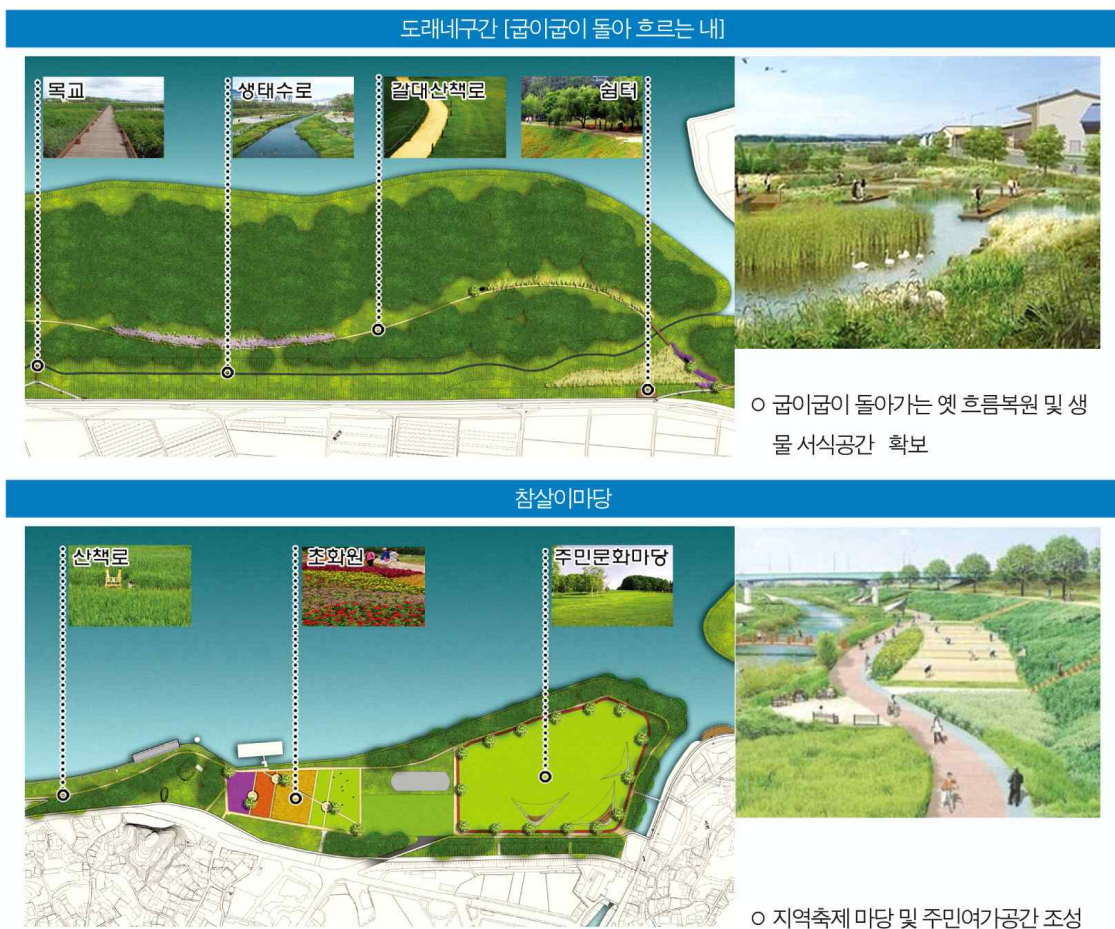 도래네구간 [굽이굽이 돌아 흐르는 내]
목교
생태수로
갈대산책로
쉼터
○ 굽이굽이 돌아가는 옛 흐름복원 및 생
물 서식공간 확보
참살이마당
산책로
초화원
주민문화마당
○ 지역축제 마당 및 주민여가공간 조성